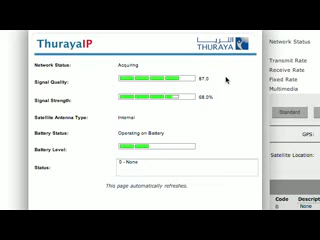 ThurayaIP
الثريا
THURAYA
Network Status: Acquiring
Signal Quality: 87.0
Signal Strength: 68.0%
Satellite Antenna Type: Internal
Battery Status: Operating on Battery
Battery Level:
Status: 0 - None
This page automatically refreshes.
Network Status
Transmit Rate
Receive Rate
Fixed Rate
Multimedia
Standard
GPS:
Satellite Location:
Code Descri
0 None